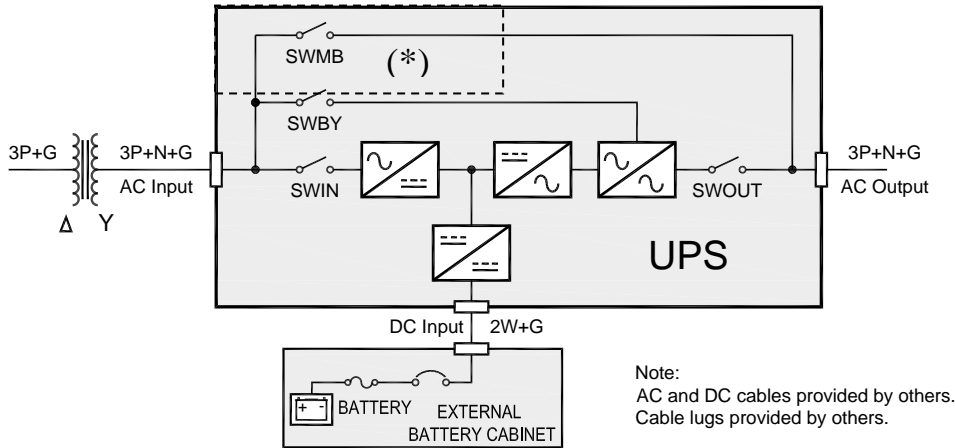 SWMB
(*)
SWBY
3P+G
3P+N+G
AC Input
SWIN
SWOUT
3P+N+G
AC Output
Δ Y
UPS
DC Input 2W+G
+ -
BATTERY
EXTERNAL
BATTERY CABINET
Note:
AC and DC cables provided by others.
Cable lugs provided by others.